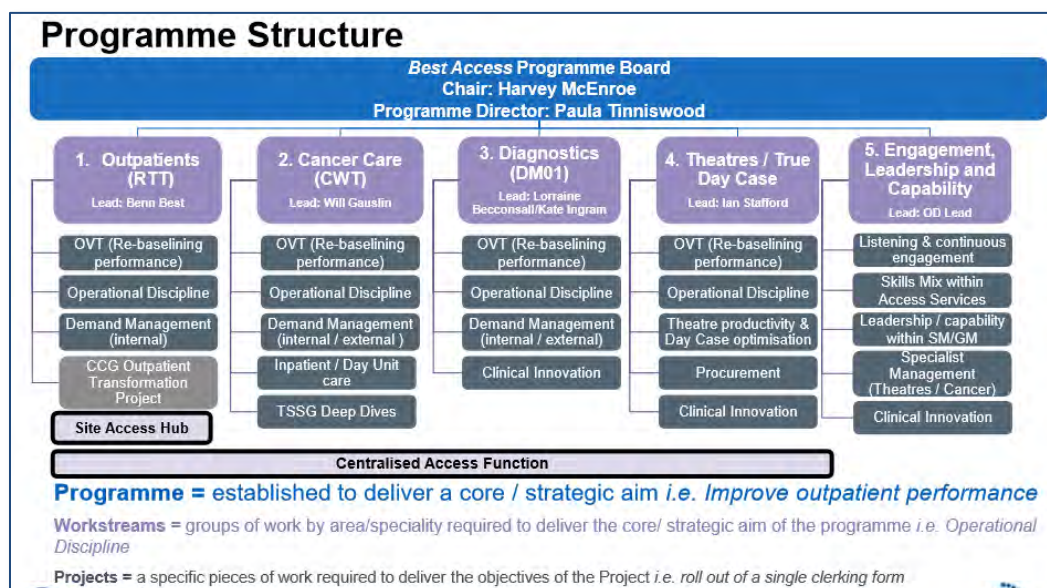 Programme Structure
Best Access Programme Board
Chair: Harvey McEnroe
Programme Director: Paula Tinniswood
1. Outpatients
(RTT)
Lead: Benn Best
OVT (Re-baselining
performance)
Operational Discipline
Demand Management
(internal)
CCG Outpatient
Transformation
Project
Site Access Hub
2. Cancer Care
(CWT)
Lead: Will Gauslin
OVT (Re-baselining
performance)
Operational Discipline
Demand Management
(internal / external )
Inpatient / Day Unit
care
TSSG Deep Dives
3. Diagnostics
(DM01)
Lead: Lorraine
Becconsall/Kate Ingram
OVT (Re-baselining
performance)
Operational Discipline
Demand Management
(internal / external)
Clinical Innovation
4. Theatres / True
Day Case
Lead: Ian Stafford
OVT (Re-baselining
performance)
Operational Discipline
Theatre productivity &
Day Case optimisation
Procurement
Clinical Innovation
5. Engagement,
Leadership and
Capability
Lead: OD Lead
Listening & continuous
engagement
Skills Mix within
Access Services
Leadership / capability
within SM/GM
Specialist
Management
(Theatres / Cancer)
Clinical Innovation
Centralised Access Function
Programme = established to deliver a core / strategic aim i.e. Improve outpatient performance
Workstreams = groups of work by area/speciality required to deliver the core/ strategic aim of the programme i.e. Operational
Discipline
Projects = a specific pieces of work required to deliver the objectives of the Project i.e. roll out of a single clerking form